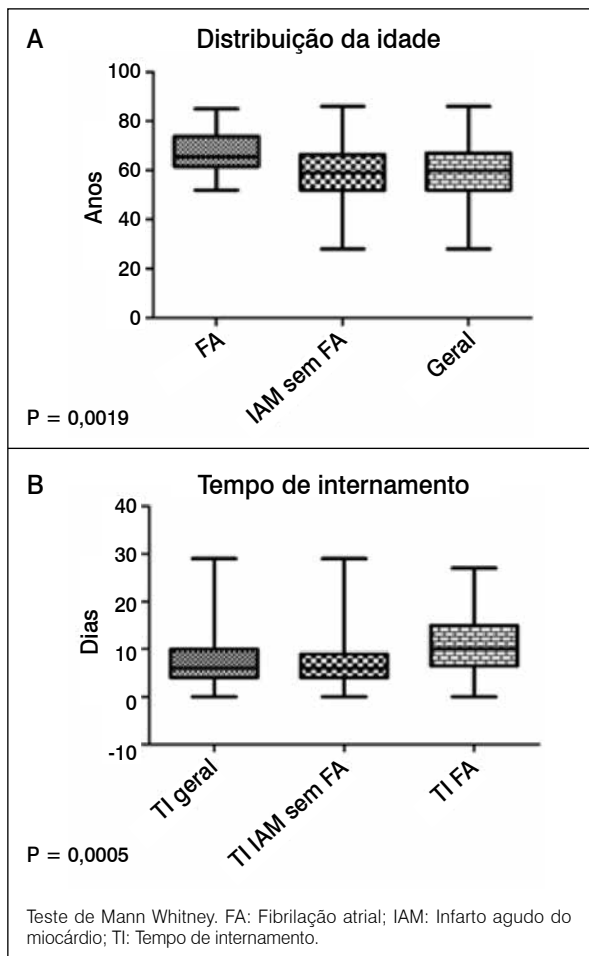 A
Distribuição da idade
100
80
60
40
20
0
Anos
FA
IAM sem FA
Geral
P = 0,0019
B
Tempo de internamento
40
30
20
10
0
-10
Dias
TI geral
TI IAM sem FA
TI FA
P = 0,0005
Teste de Mann Whitney. FA: Fibrilação atrial; IAM: Infarto agudo do
miocárdio; TI: Tempo de internamento.